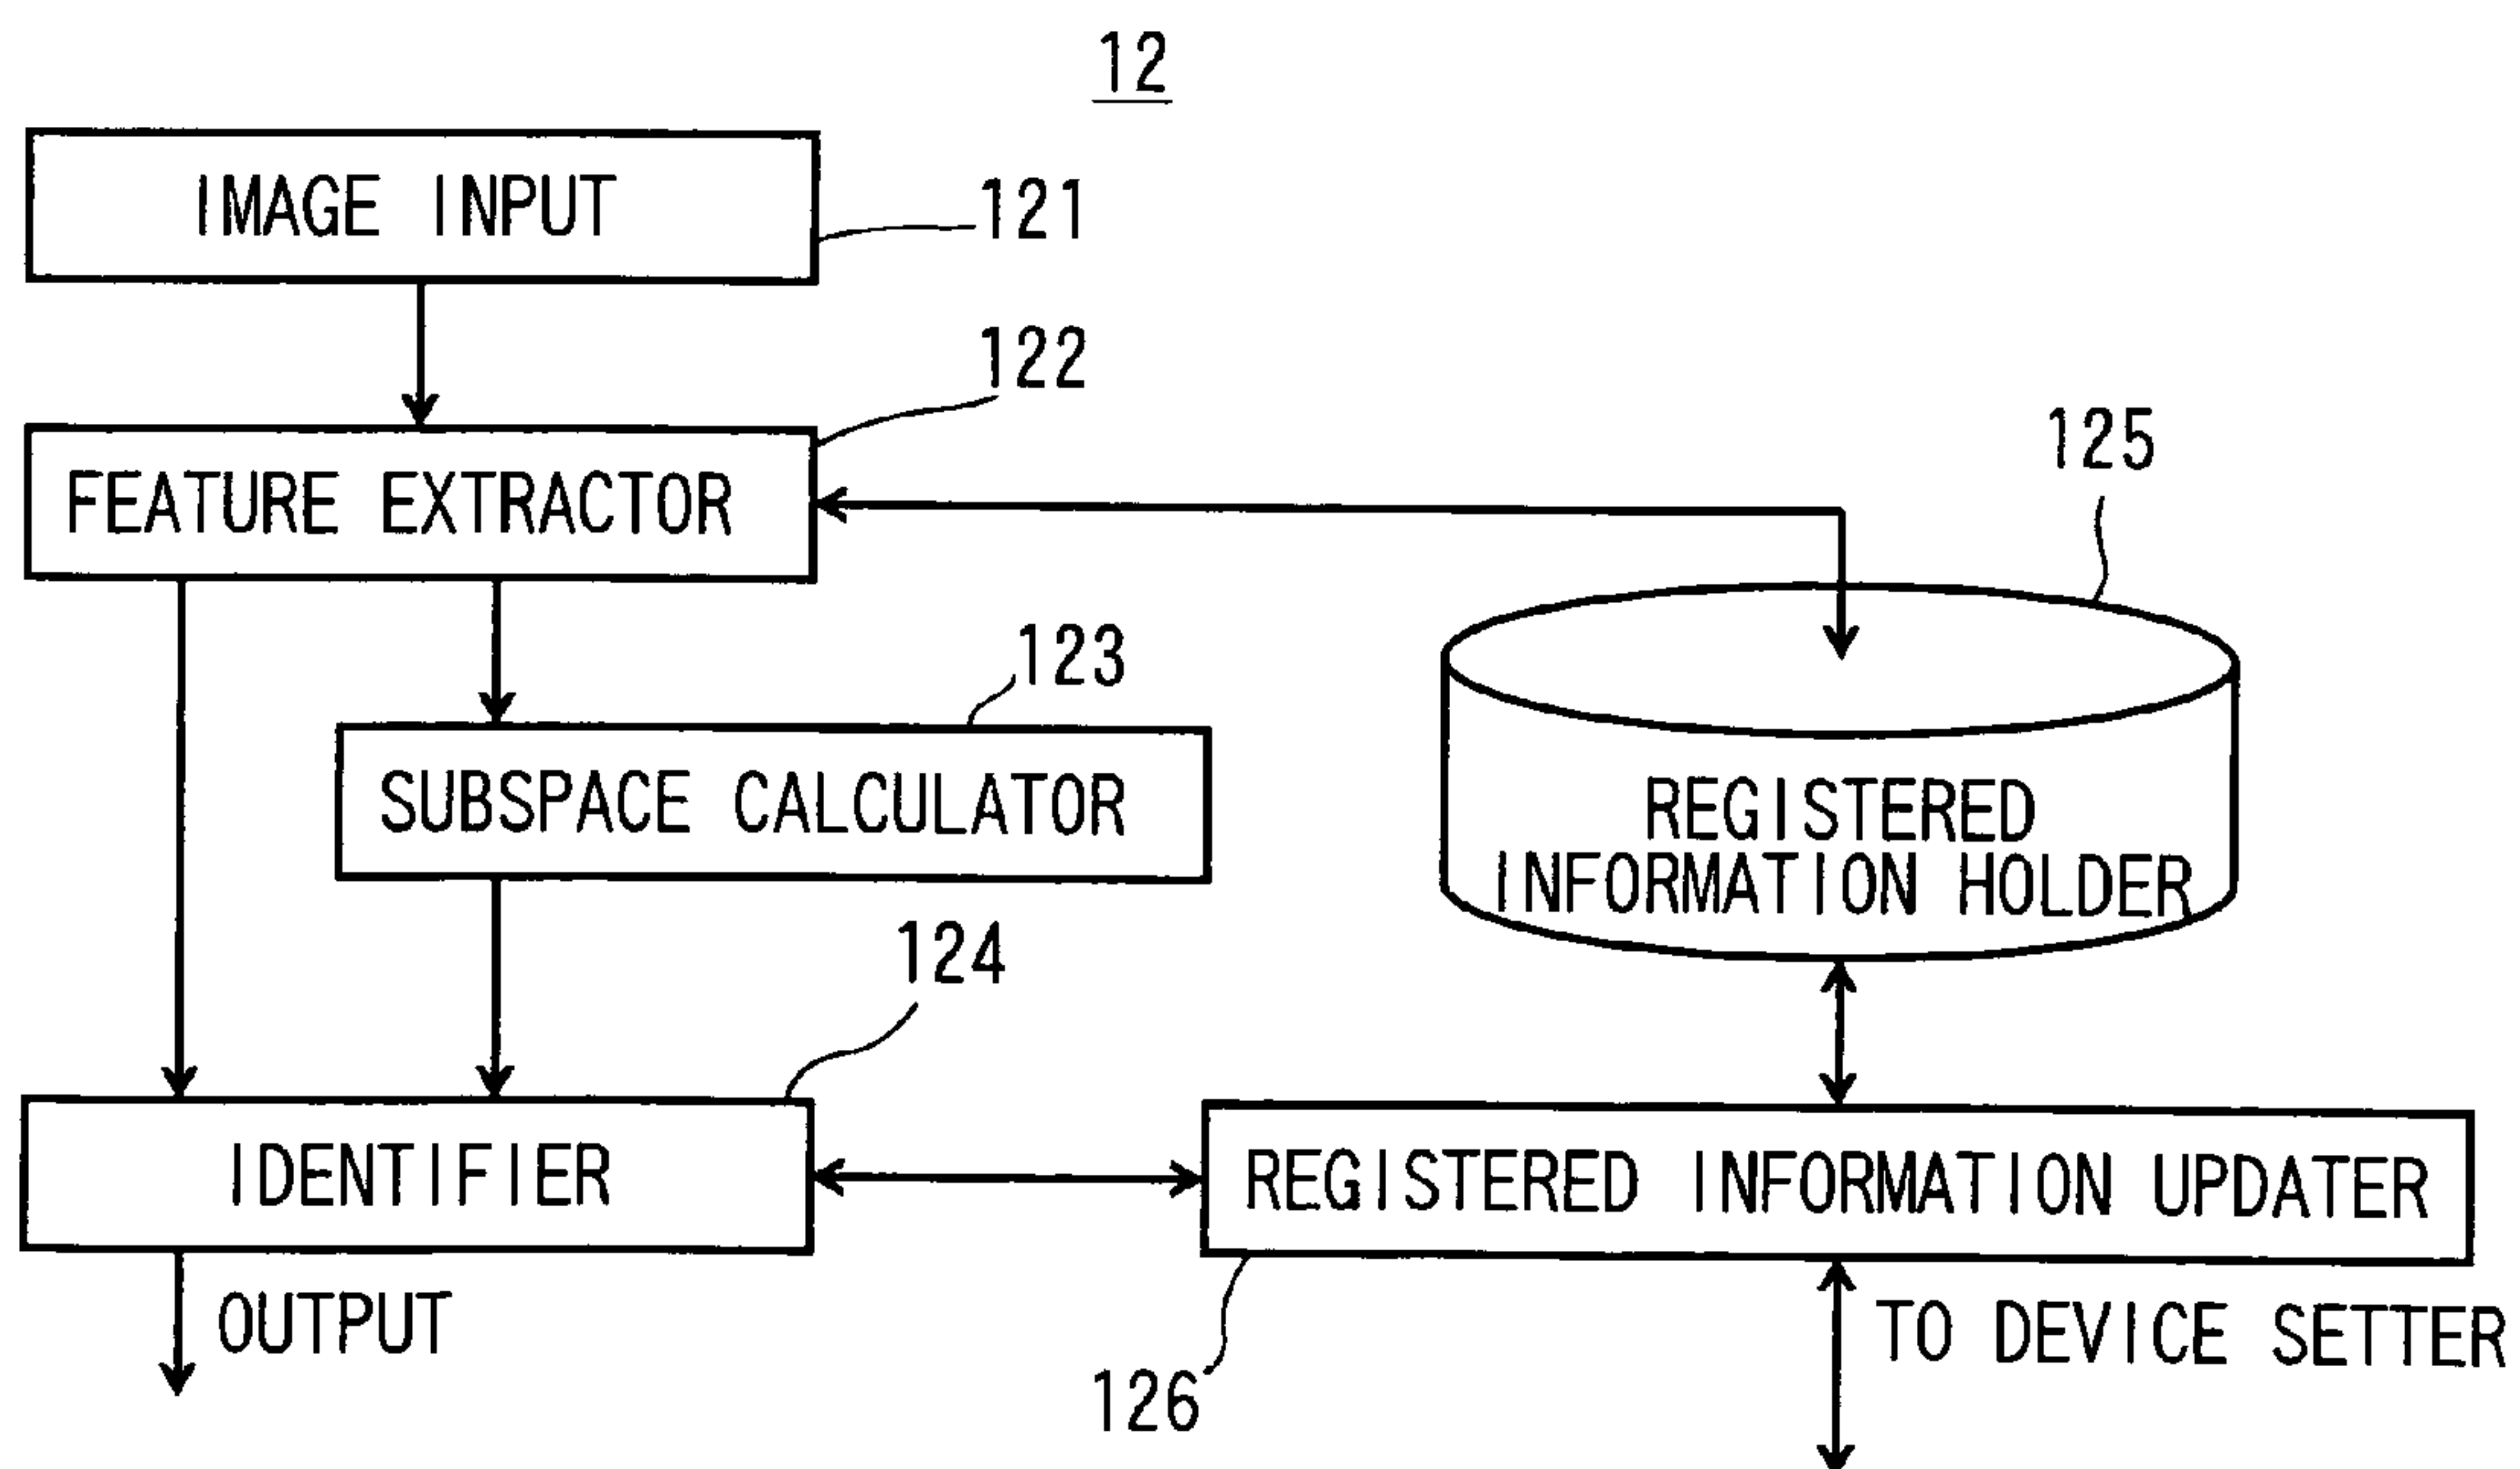 12
IMAGE INPUT
121
122
FEATURE EXTRACTOR
125
123
SUBSPACE CALCULATOR
REGISTERED
INFORMATION HOLDER
124
IDENTIFIER
REGISTERED INFORMATION UPDATER
OUTPUT
TO DEVICE SETTER
126